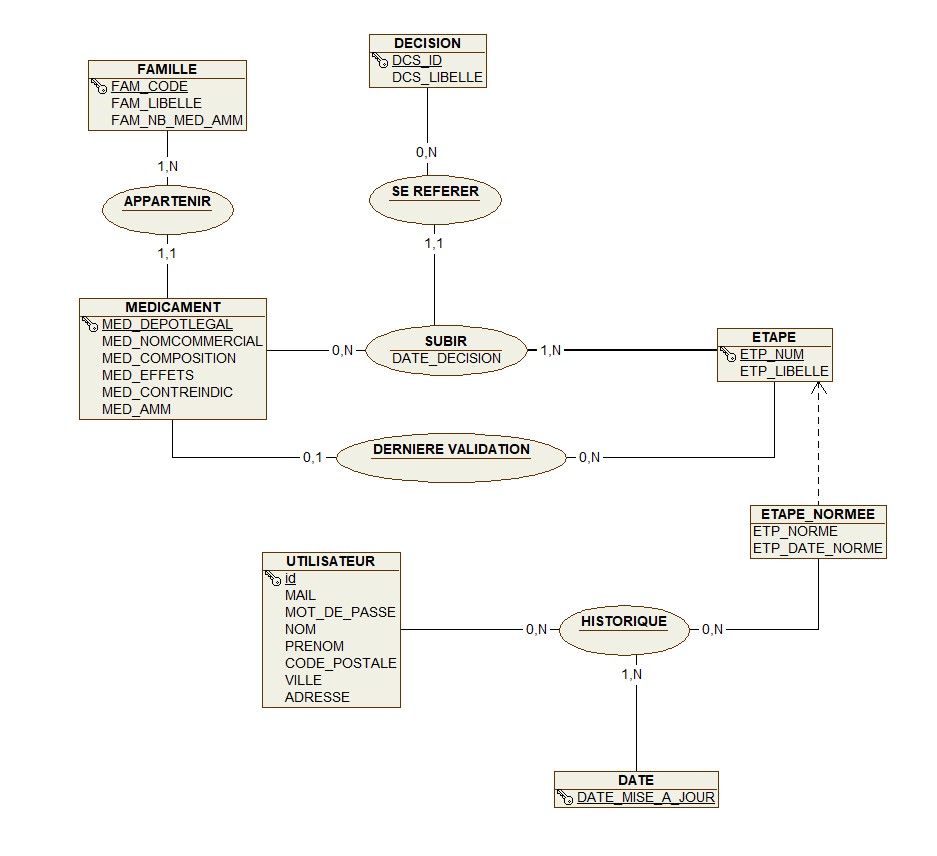 DECISION
DCS_ID
DCS_LIBELLE
FAMILLE
FAM_CODE
FAM_LIBELLE
FAM_NB_MED_AMM
0,N
1,N
SE REFERER
APPARTENIR
1,1
1,1
MEDICAMENT
MED_DEPOTLEGAL
MED_NOMCOMMERCIAL
MED_COMPOSITION
MED_EFFETS
MED_CONTREINDIC
MED_AMM
0,N
SUBIR
DATE_DECISION
1,N
ETAPE
ETP_NUM
ETP_LIBELLE
0,1
DERNIERE VALIDATION
0,N
ETAPE_NORMEE
ETP_NORME
ETP_DATE_NORME
UTILISATEUR
id
MAIL
MOT_DE_PASSE
NOM
PRENOM
CODE_POSTALE
VILLE
ADRESSE
0,N
HISTORIQUE
0,N
1,N
DATE
DATE_MISE_A_JOUR